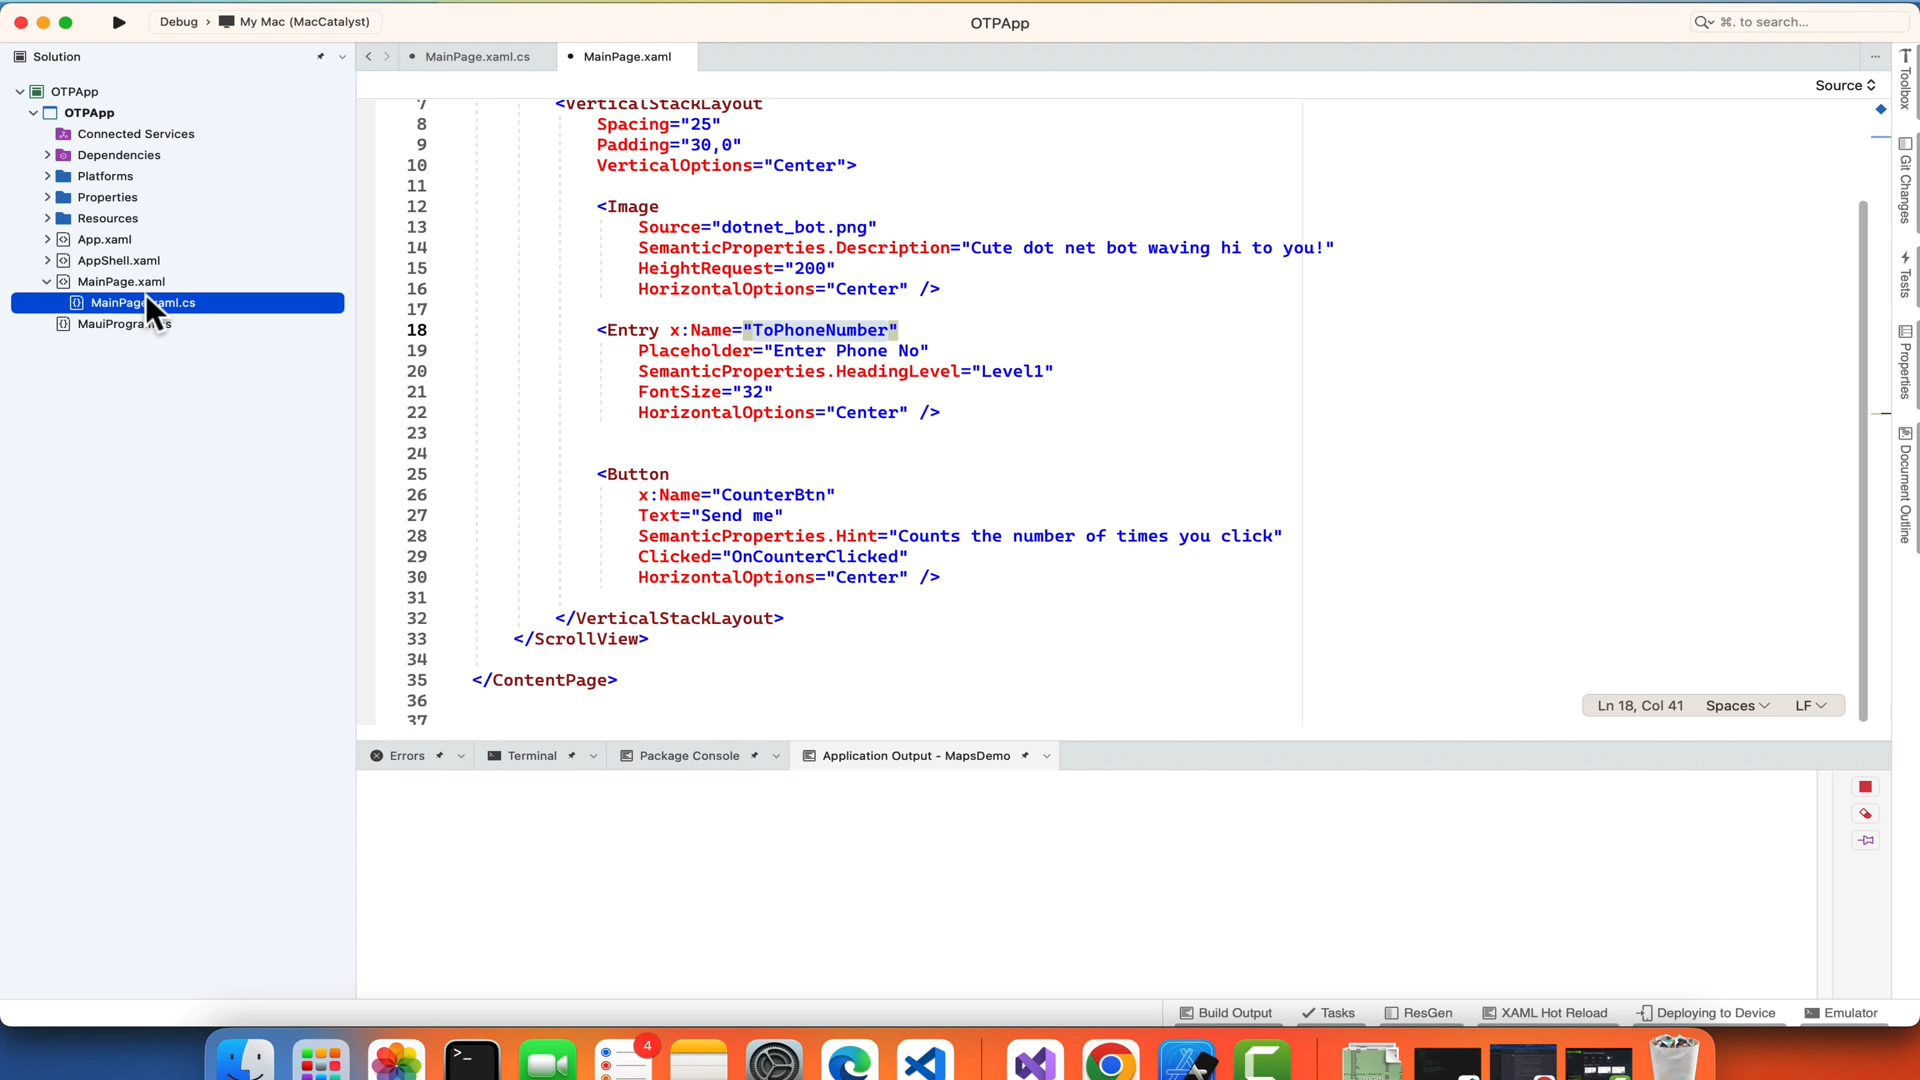 Debug › My Mac (MacCatalyst)
OTPApp
⌘. to search...
Solution
MainPage.xaml.cs
MainPage.xaml
Source
OTPApp
OTPApp
Connected Services
Dependencies
Platforms
Properties
Resources
App.xaml
AppShell.xaml
MainPage.xaml
MainPage.xaml.cs
7 <VerticalStackLayout
8 Spacing="25"
9 Padding="30,0"
10 VerticalOptions="Center">
11
12 <Image
13 Source="dotnet_bot.png"
14 SemanticProperties.Description="Cute dot net bot waving hi to you!"
15 HeightRequest="200"
16 HorizontalOptions="Center" />
17
18 <Entry x:Name="ToPhoneNumber"
19 Placeholder="Enter Phone No"
20 SemanticProperties.HeadingLevel="Level1"
21 FontSize="32"
22 HorizontalOptions="Center" />
23
24
25 <Button
26 x:Name="CounterBtn"
27 Text="Send me"
28 SemanticProperties.Hint="Counts the number of times you click"
29 Clicked="OnCounterClicked"
30 HorizontalOptions="Center" />
31
32 </VerticalStackLayout>
33 </ScrollView>
34
35 </ContentPage>
36
37
Ln 18, Col 41 Spaces LF
Toolbox
Git Changes
Tests
Properties
Document Outline
Errors
Terminal
Package Console
Application Output - MapsDemo
Build Output
Tasks
ResGen
XAML Hot Reload
Deploying to Device
Emulator
4